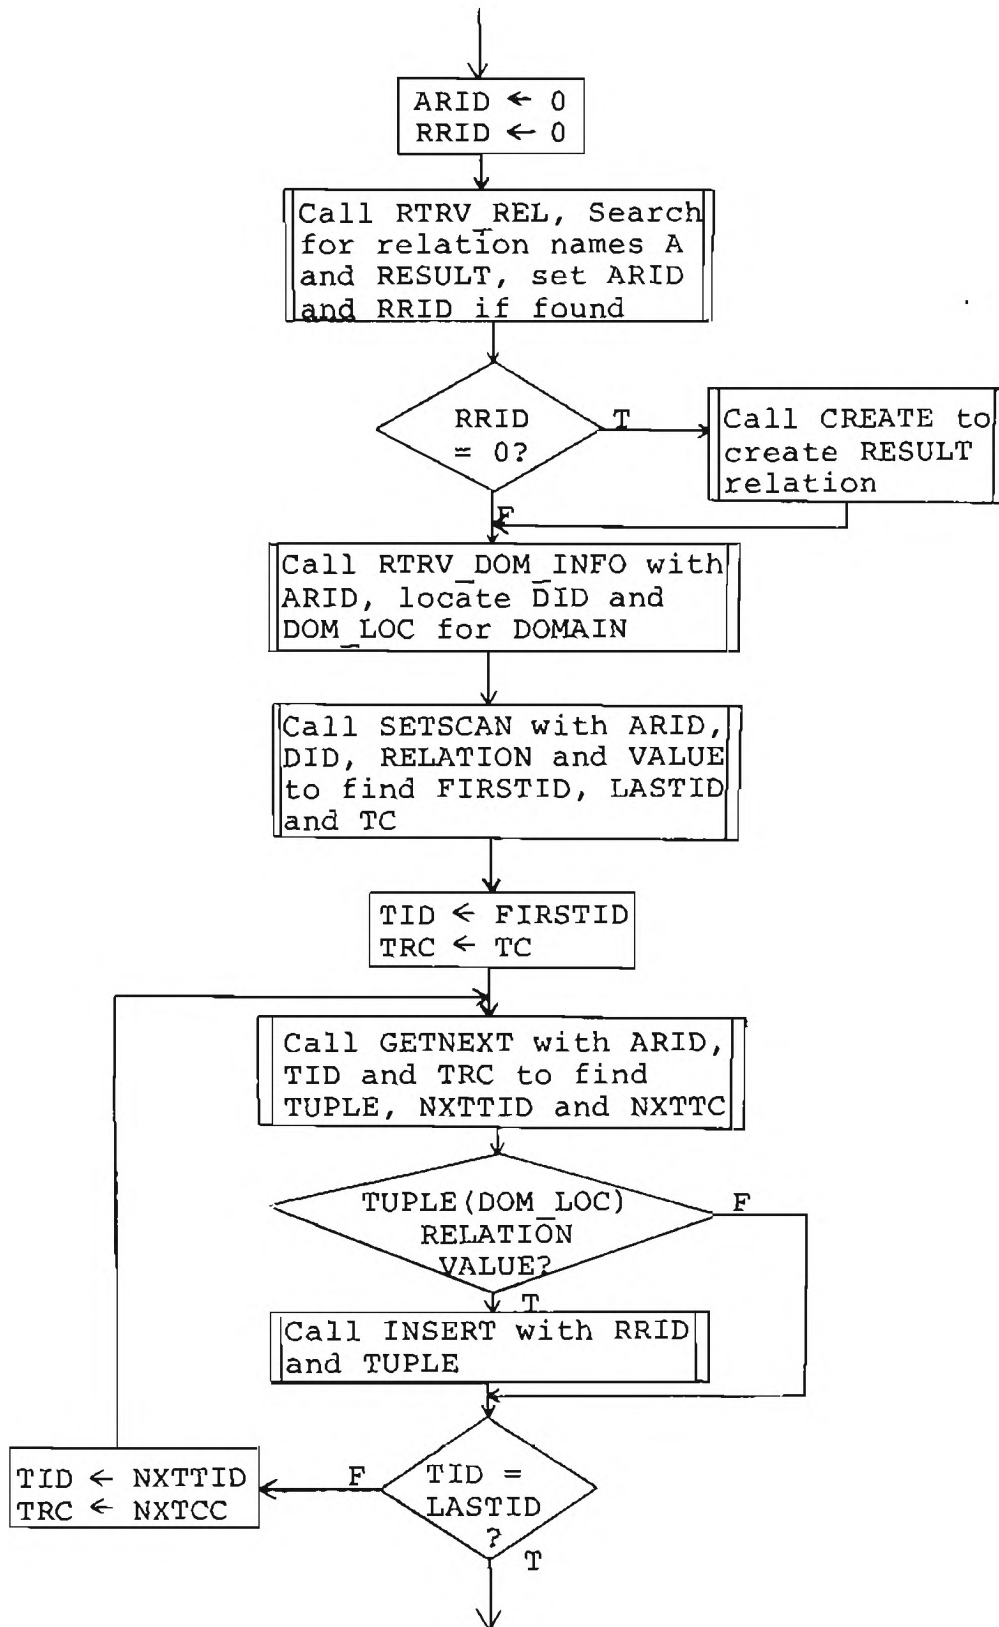 ARID ← 0
RRID ← 0
Call RTRV_REL, Search
for relation names A
and RESULT, set ARID
and RRID if found
RRID
= 0?
T
Call CREATE to
create RESULT
relation
F
Call RTRV_DOM_INFO with
ARID, locate DID and
DOM_LOC for DOMAIN
Call SETSCAN with ARID,
DID, RELATION and VALUE
to find FIRSTID, LASTID
and TC
TID ← FIRSTID
TRC ← TC
Call GETNEXT with ARID,
TID and TRC to find
TUPLE, NXTTID and NXTTC
TUPLE(DOM_LOC)
RELATION
VALUE?
F
T
Call INSERT with RRID
and TUPLE
TID =
LASTID
?
F
TID ← NXTTID
TRC ← NXTCC
T